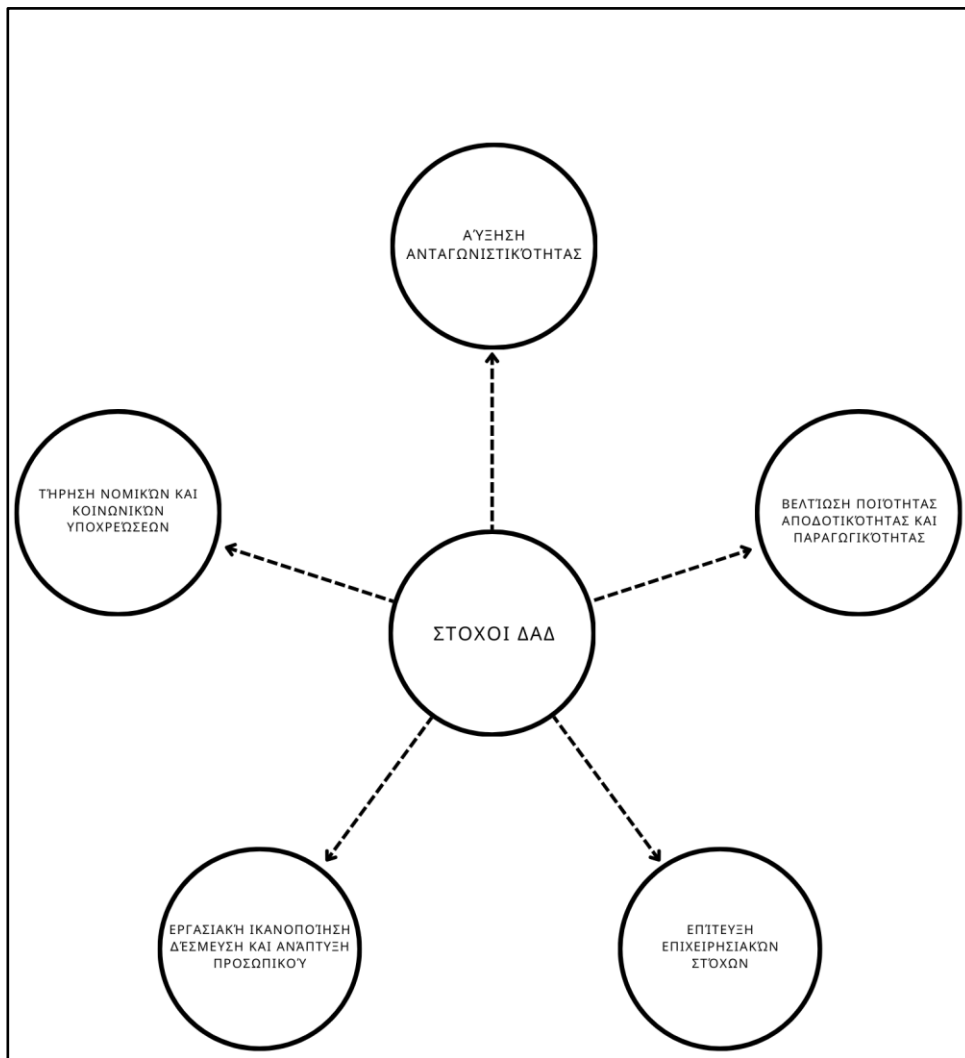 ΑΎΞΗΣΗ
ΑΝΤΑΓΩΝΙΣΤΙΚΌΤΗΤΑΣ
ΤΉΡΗΣΗ ΝΟΜΙΚΏΝ ΚΑΙ
ΚΟΙΝΩΝΙΚΏΝ
ΥΠΟΧΡΕΏΣΕΩΝ
ΒΕΛΤΊΩΣΗ ΠΟΙΌΤΗΤΑΣ
ΑΠΟΔΟΤΙΚΌΤΗΤΑΣ ΚΑΙ
ΠΑΡΑΓΩΓΙΚΌΤΗΤΑΣ
ΣΤΟΧΟΙ ΔΑΔ
ΕΡΓΑΣΙΑΚΉ ΙΚΑΝΟΠΟΊΗΣΗ
ΔΈΣΜΕΥΣΗ ΚΑΙ ΑΝΆΠΤΥΞΗ
ΠΡΟΣΩΠΙΚΟΎ
ΕΠΊΤΕΥΞΗ
ΕΠΙΧΕΙΡΗΣΙΑΚΏΝ
ΣΤΌΧΩΝ